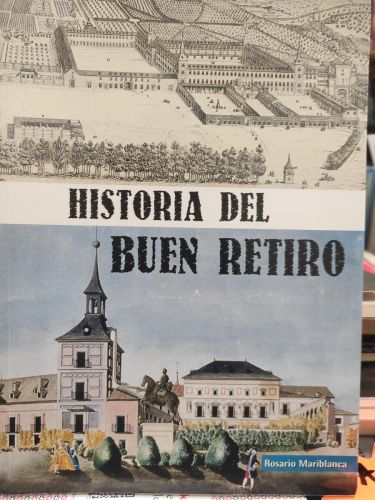 HISTORIA DEL
BUEN RETIRO
Rosario Mariblanca